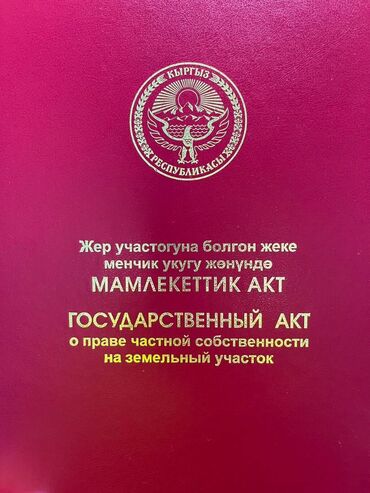 КЫРГЫЗ
РЕСПУБЛИКАСЫ
Жер участогуна болгон жеке
менчик укугу жөнүндө
МАМЛЕКЕТТИК АКТ
ГОСУДАРСТВЕННЫЙ АКТ
о праве частной собственности
на земельный участок